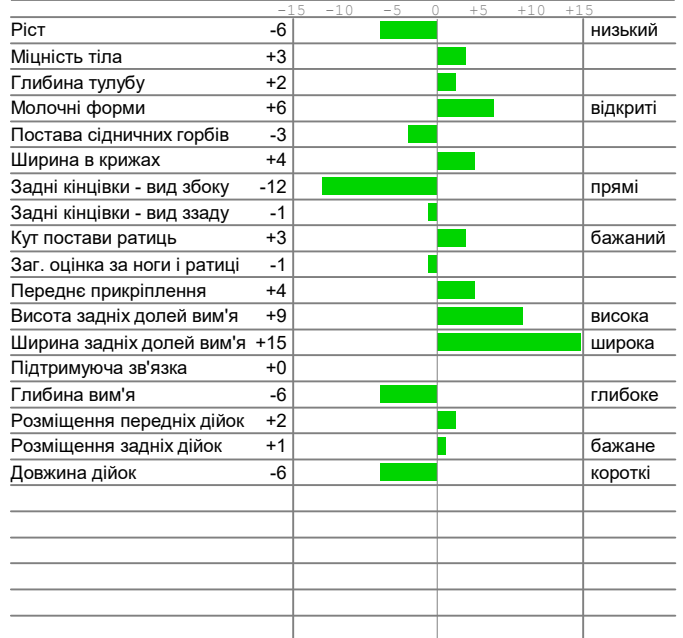 -15 -10 -5 0 +5 +10 +15
Ріст -6 низький
Міцність тіла +3
Глибина тулубу +2
Молочні форми +6 відкриті
Постава сідничних горбів -3
Ширина в крижах +4
Задні кінцівки - вид збоку -12 прямі
Задні кінцівки - вид ззаду -1
Кут постави ратиць +3 бажаний
Заг. оцінка за ноги і ратиці -1
Переднє прикріплення +4
Висота задніх долей вим'я +9 висока
Ширина задніх долей вим'я +15 широка
Підтримуюча зв'язка +0
Глибина вим'я -6 глибоке
Розміщення передніх дійок +2
Розміщення задніх дійок +1 бажане
Довжина дійок -6 короткі